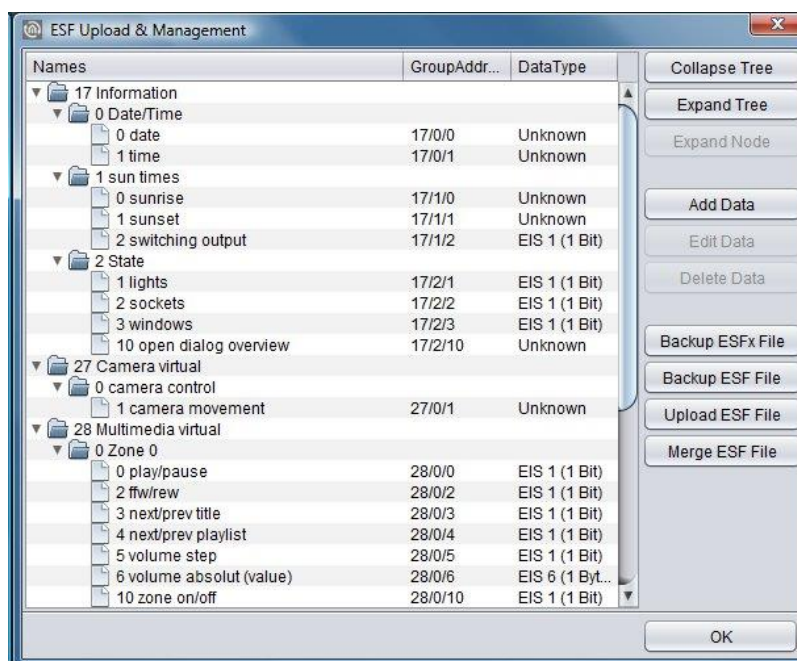 ESF Upload & Management
Names GroupAddr... DataType
17 Information
0 Date/Time
0 date 17/0/0 Unknown
1 time 17/0/1 Unknown
1 sun times
0 sunrise 17/1/0 Unknown
1 sunset 17/1/1 Unknown
2 switching output 17/1/2 EIS 1 (1 Bit)
2 State
1 lights 17/2/1 EIS 1 (1 Bit)
2 sockets 17/2/2 EIS 1 (1 Bit)
3 windows 17/2/3 EIS 1 (1 Bit)
10 open dialog overview 17/2/10 Unknown
27 Camera virtual
0 camera control
1 camera movement 27/0/1 Unknown
28 Multimedia virtual
0 Zone 0
0 play/pause 28/0/0 EIS 1 (1 Bit)
2 ffw/rew 28/0/2 EIS 1 (1 Bit)
3 next/prev title 28/0/3 EIS 1 (1 Bit)
4 next/prev playlist 28/0/4 EIS 1 (1 Bit)
5 volume step 28/0/5 EIS 1 (1 Bit)
6 volume absolut (value) 28/0/6 EIS 6 (1 Byt...
10 zone on/off 28/0/10 EIS 1 (1 Bit)
Collapse Tree
Expand Tree
Expand Node
Add Data
Edit Data
Delete Data
Backup ESFx File
Backup ESF File
Upload ESF File
Merge ESF File
OK